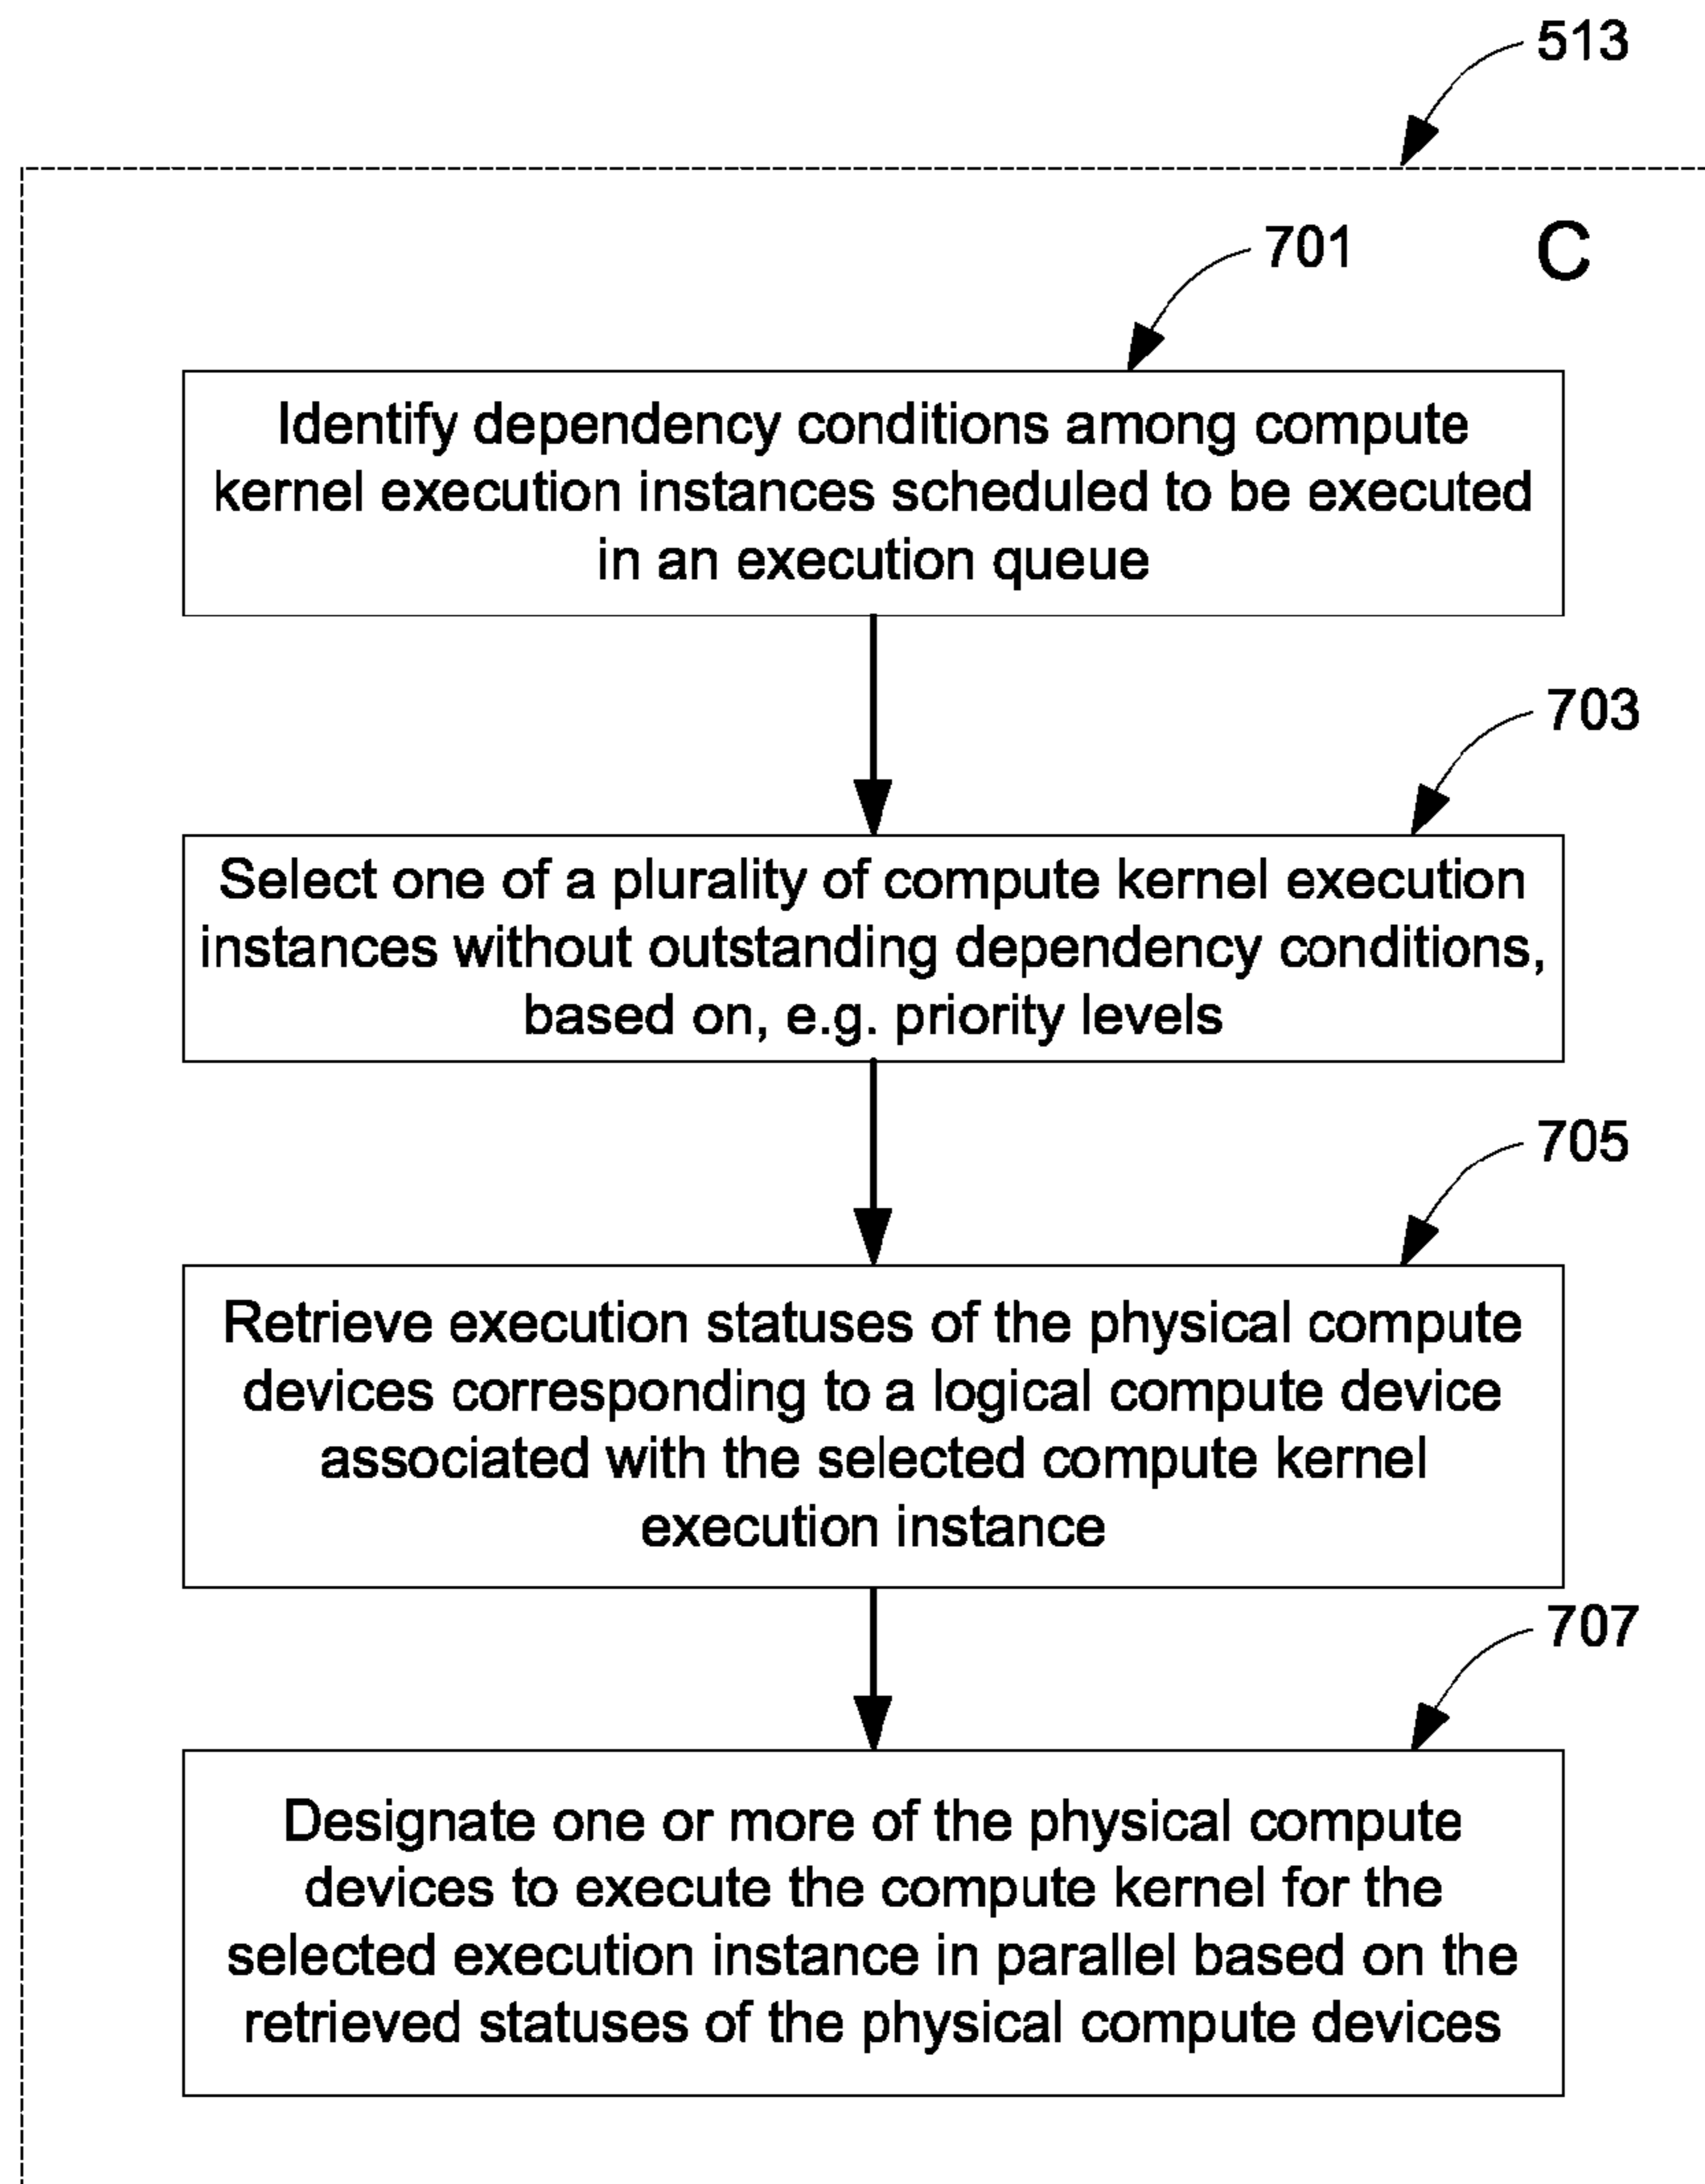 513
C
701
Identify dependency conditions among compute
kernel execution instances scheduled to be executed
in an execution queue
703
Select one of a plurality of compute kernel execution
instances without outstanding dependency conditions,
based on, e.g. priority levels
705
Retrieve execution statuses of the physical compute
devices corresponding to a logical compute device
associated with the selected compute kernel
execution instance
707
Designate one or more of the physical compute
devices to execute the compute kernel for the
selected execution instance in parallel based on the
retrieved statuses of the physical compute devices